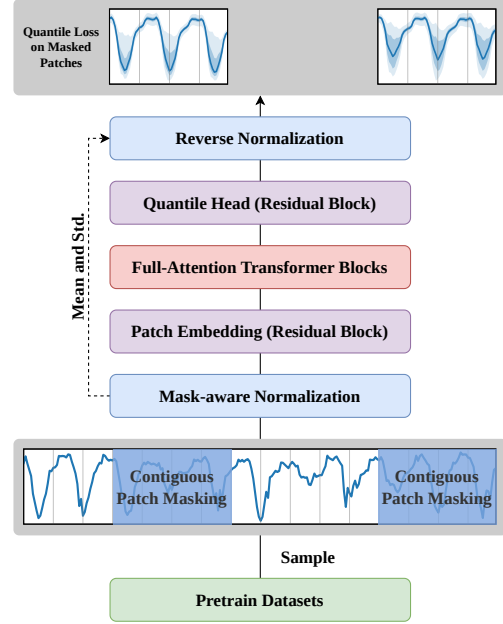 Quantile Loss
on Masked
Patches
Reverse Normalization
Quantile Head (Residual Block)
Mean and Std.
Full-Attention Transformer Blocks
Patch Embedding (Residual Block)
Mask-aware Normalization
Contiguous
Patch Masking
Contiguous
Patch Masking
Sample
Pretrain Datasets